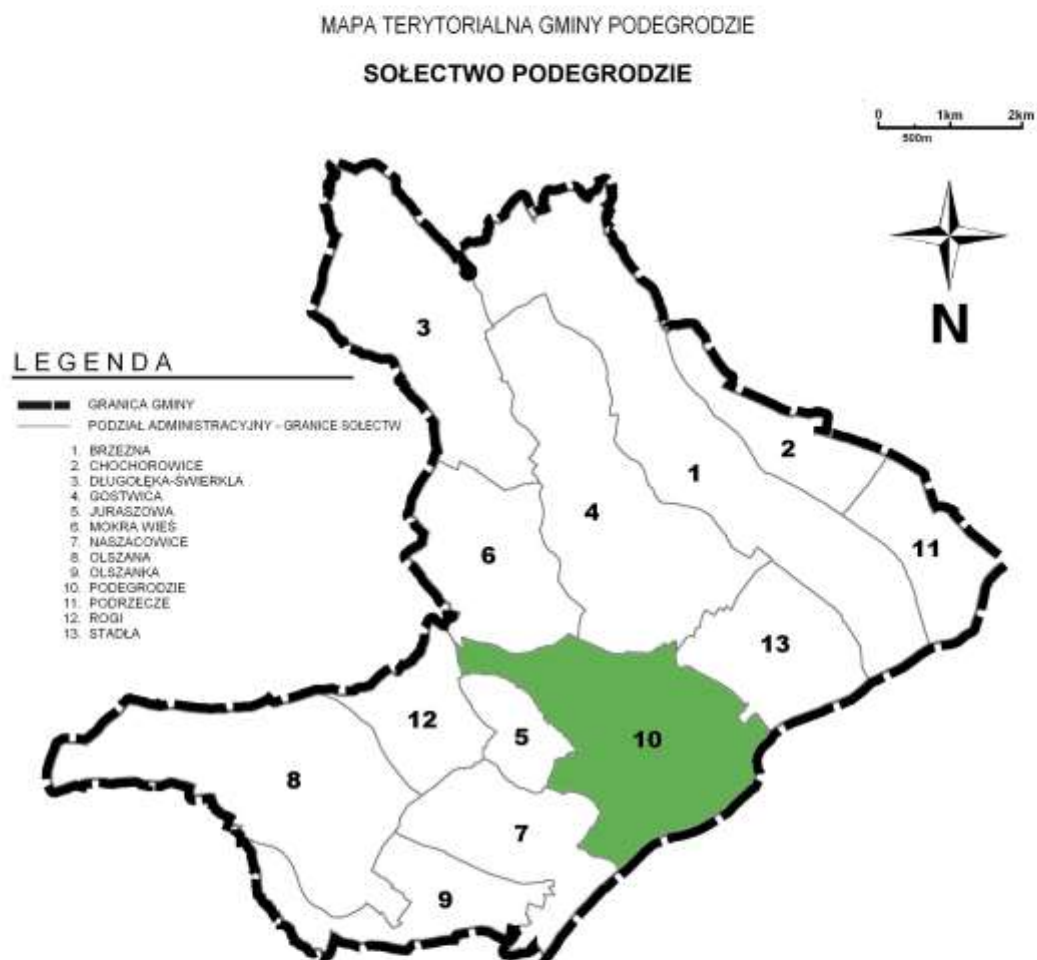 MAPA TERYTORIALNA GMINY PODEGRODZIE
SOŁECTWO PODEGRODZIE
0 1km 2km
500m
N
LEGENDA
GRANICA GMINY
PODZIAŁ ADMINISTRACYJNY - GRANICE SOŁECTW
1. BRZEZNA
2. CHOCHOROWICE
3. DŁUGOŁĘKA-ŚWIERKLA
4. GOSTWICA
5. JURASZOWA
6. MOKRA WIEŚ
7. NASZACOWICE
8. OLSZANA
9. OLSZANKA
10. PODEGRODZIE
11. PODRZECZE
12. ROGI
13. STADŁA
3
2
1
4
11
6
13
12
5
10
8
7
9